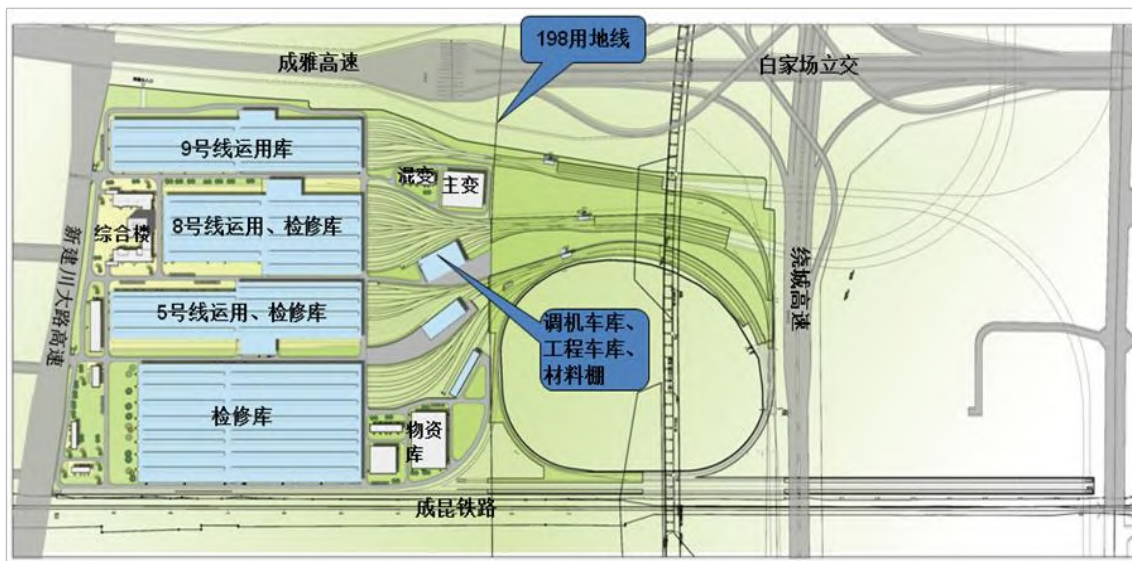 198用地线
成雅高速
白家场立交
9号线运用库
混变
主变
综合楼
8号线运用、检修库
新建川大路高速
5号线运用、检修库
调机车库、
工程车库、
材料棚
绕城高速
检修库
物资
库
成昆铁路